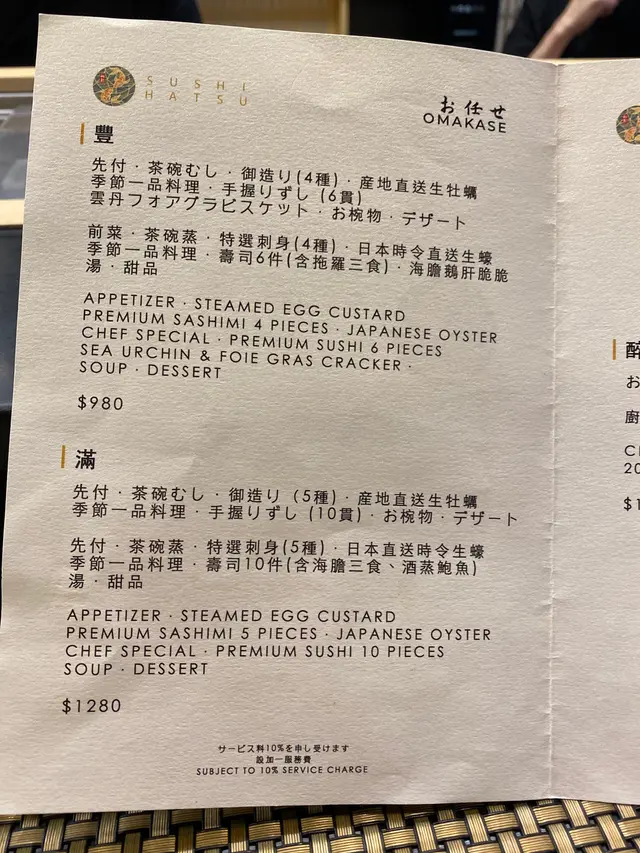 SUSHI
HATSU
お任せ
OMAKASE
豐
先付・茶碗むし・御造り(4種)・産地直送生牡蠣
季節一品料理・手握りずし(6貫)
雲丹フォアグラビスケット・お椀物・デザート
前菜・茶碗蒸・特選刺身(4種)・日本時令直送生蠔
季節一品料理・壽司6件(含拖羅三食)・海膽鵝肝脆脆
湯・甜品
APPETIZER · STEAMED EGG CUSTARD
PREMIUM SASHIMI 4 PIECES · JAPANESE OYSTER
CHEF SPECIAL · PREMIUM SUSHI 6 PIECES
SEA URCHIN & FOIE GRAS CRACKER ·
SOUP · DESSERT
$980
滿
先付・茶碗むし・御造り(5種)・産地直送生牡蠣
季節一品料理・手握りずし(10貫)・お椀物・デザート
先付・茶碗蒸・特選刺身(5種)・日本直送時令生蠔
季節一品料理・壽司10件(含海膽三食、酒蒸鮑魚)
湯・甜品
APPETIZER · STEAMED EGG CUSTARD
PREMIUM SASHIMI 5 PIECES · JAPANESE OYSTER
CHEF SPECIAL · PREMIUM SUSHI 10 PIECES
SOUP · DESSERT
$1280
サービス料10%を申し受けます
設加一服務費
SUBJECT TO 10% SERVICE CHARGE
お
廚